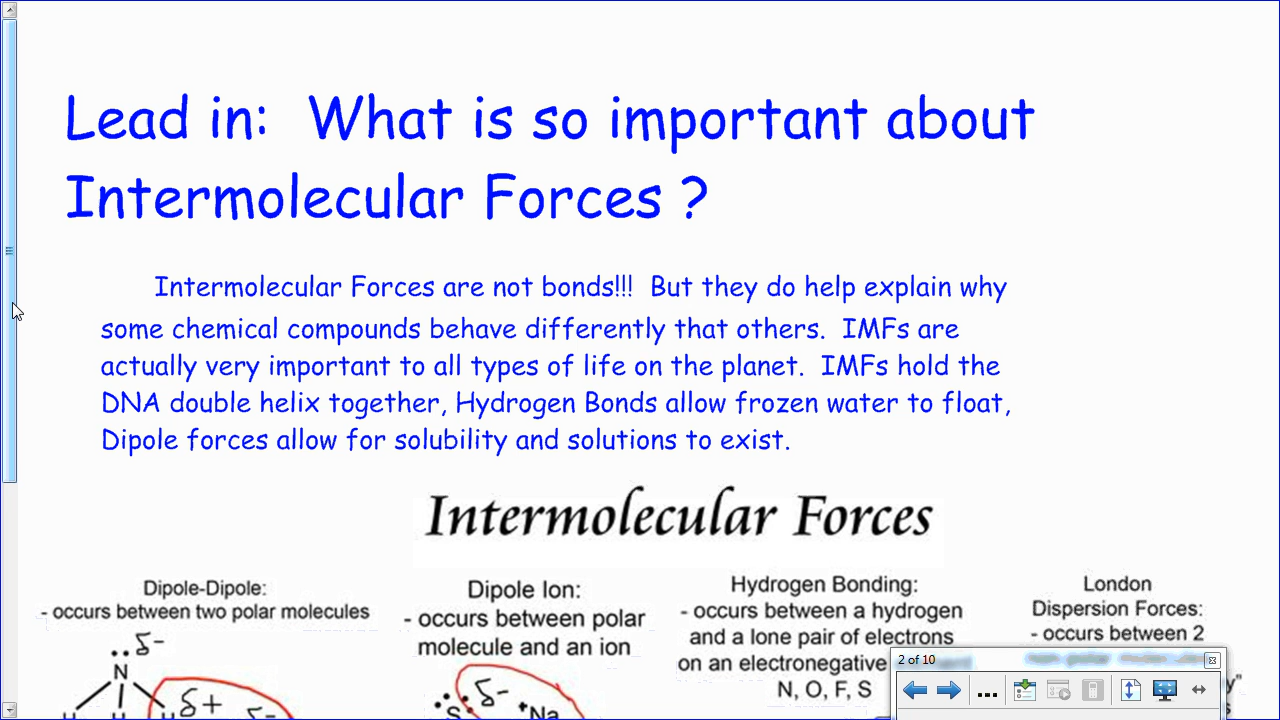 Lead in: What is so important about
Intermolecular Forces ?
Intermolecular Forces are not bonds!!! But they do help explain why
some chemical compounds behave differently that others. IMFs are
actually very important to all types of life on the planet. IMFs hold the
DNA double helix together, Hydrogen Bonds allow frozen water to float,
Dipole forces allow for solubility and solutions to exist.
Intermolecular Forces
Dipole-Dipole:
- occurs between two polar molecules
δ-
N
δ+
Dipole Ion:
- occurs between polar
molecule and an ion
δ-
S
+Na
Hydrogen Bonding:
- occurs between a hydrogen
and a lone pair of electrons
on an electronegative
N, O, F, S
London
Dispersion Forces:
- occurs between 2
2 of 10